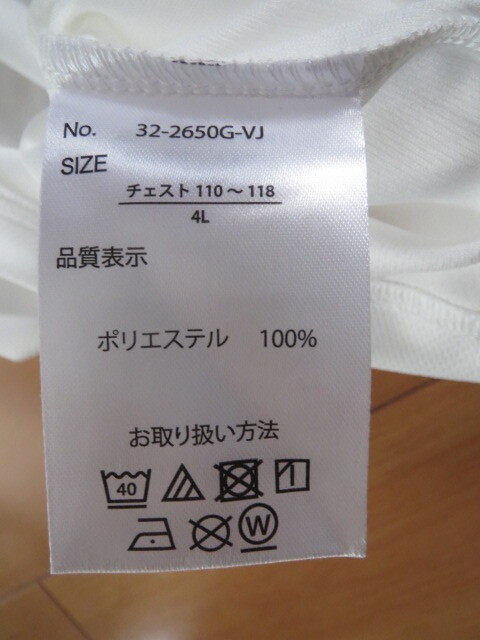 No. 32-2650G-VJ
SIZE
チェスト 110～118
4L
品質表示
ポリエステル 100%
お取り扱い方法
40
W